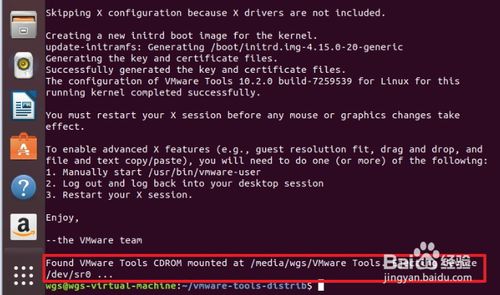 Skipping X configuration because X drivers are not included.
Creating a new initrd boot image for the kernel.
update-initramfs: Generating /boot/initrd.img-4.15.0-20-generic
Generating the key and certificate files.
Successfully generated the key and certificate files.
The configuration of VMware Tools 10.2.0 build-7259539 for Linux for this
running kernel completed successfully.
You must restart your X session before any mouse or graphics changes take
effect.
To enable advanced X features (e.g., guest resolution fit, drag and drop, and
file and text copy/paste), you will need to do one (or more) of the following:
1. Manually start /usr/bin/vmware-user
2. Log out and log back into your desktop session
3. Restart your X session.
Enjoy,
--the VMware team
Found VMware Tools CDROM mounted at /media/wgs/VMware Tools.
/dev/sr0 ...
wgs@wgs-virtual-machine:~/vmware-tools-distrib$
Baidu 经验
jingyan.baidu.com